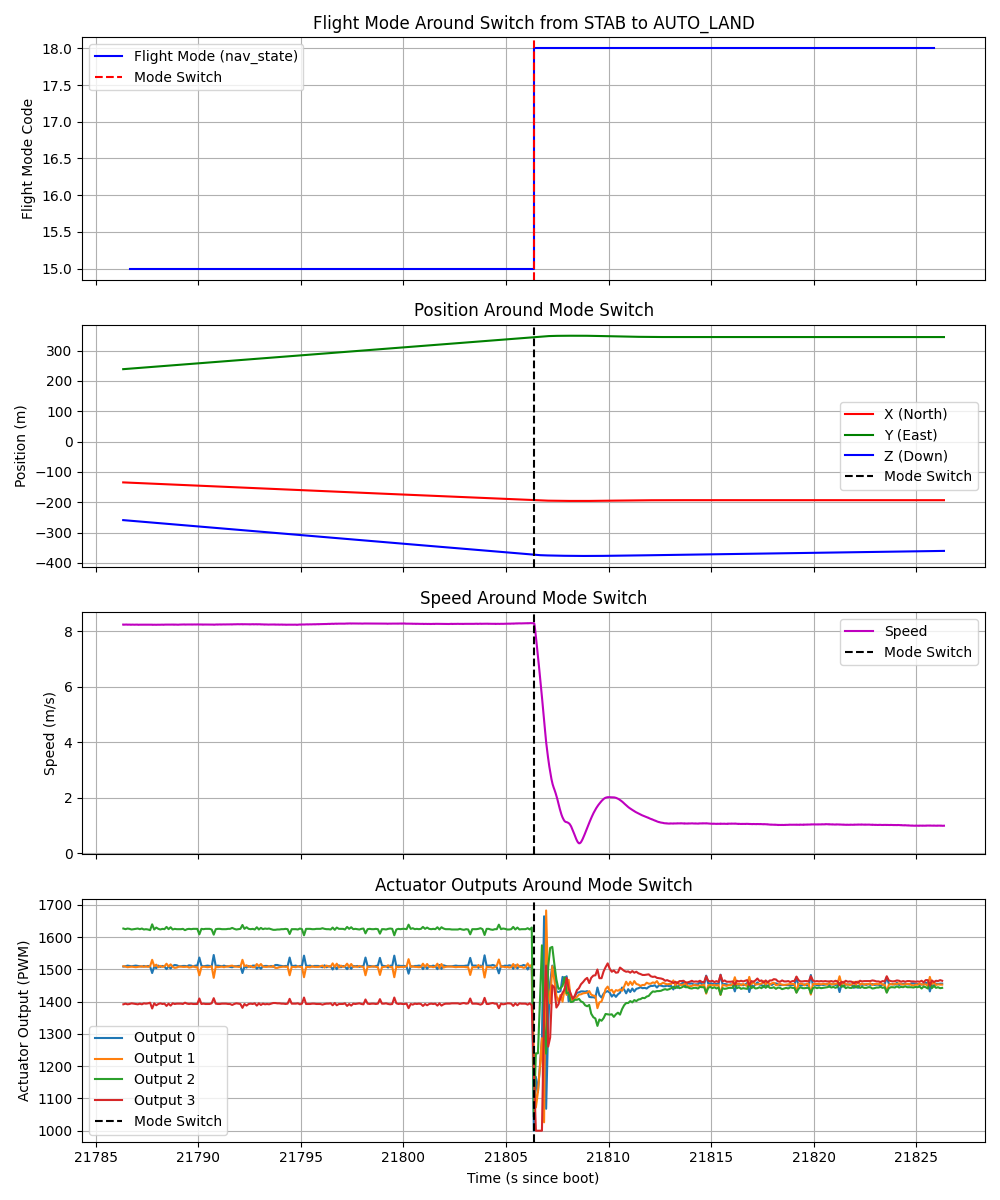 Flight Mode Around Switch from STAB to AUTO_LAND
Flight Mode (nav_state)
Mode Switch
Flight Mode Code
18.0
17.5
17.0
16.5
16.0
15.5
15.0
Position Around Mode Switch
X (North)
Y (East)
Z (Down)
Mode Switch
Position (m)
300
200
100
0
−100
−200
−300
−400
Speed Around Mode Switch
Speed
Mode Switch
Speed (m/s)
8
6
4
2
0
Actuator Outputs Around Mode Switch
Output 0
Output 1
Output 2
Output 3
Mode Switch
Actuator Output (PWM)
1700
1600
1500
1400
1300
1200
1100
1000
21785 21790 21795 21800 21805 21810 21815 21820 21825
Time (s since boot)